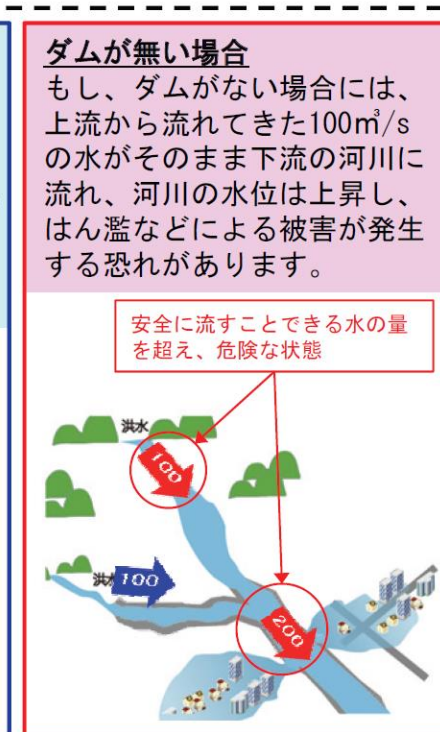 ダムが無い場合
もし、ダムがない場合には、
上流から流れてきた100㎥/s
の水がそのまま下流の河川に
流れ、河川の水位は上昇し、
はん濫などによる被害が発生
する恐れがあります。
安全に流すことできる水の量
を超え、危険な状態
洪水
100
洪水
100
200